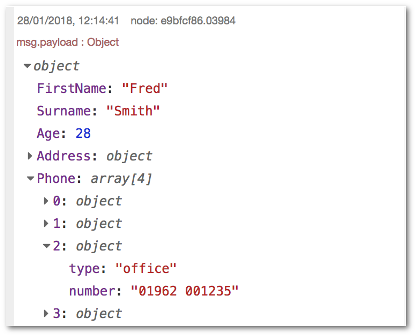 28/01/2018, 12:14:41 node: e9bfcf86.03984
msg.payload : Object
object
FirstName: "Fred"
Surname: "Smith"
Age: 28
Address: object
Phone: array[4]
0: object
1: object
2: object
type: "office"
number: "01962 001235"
3: object